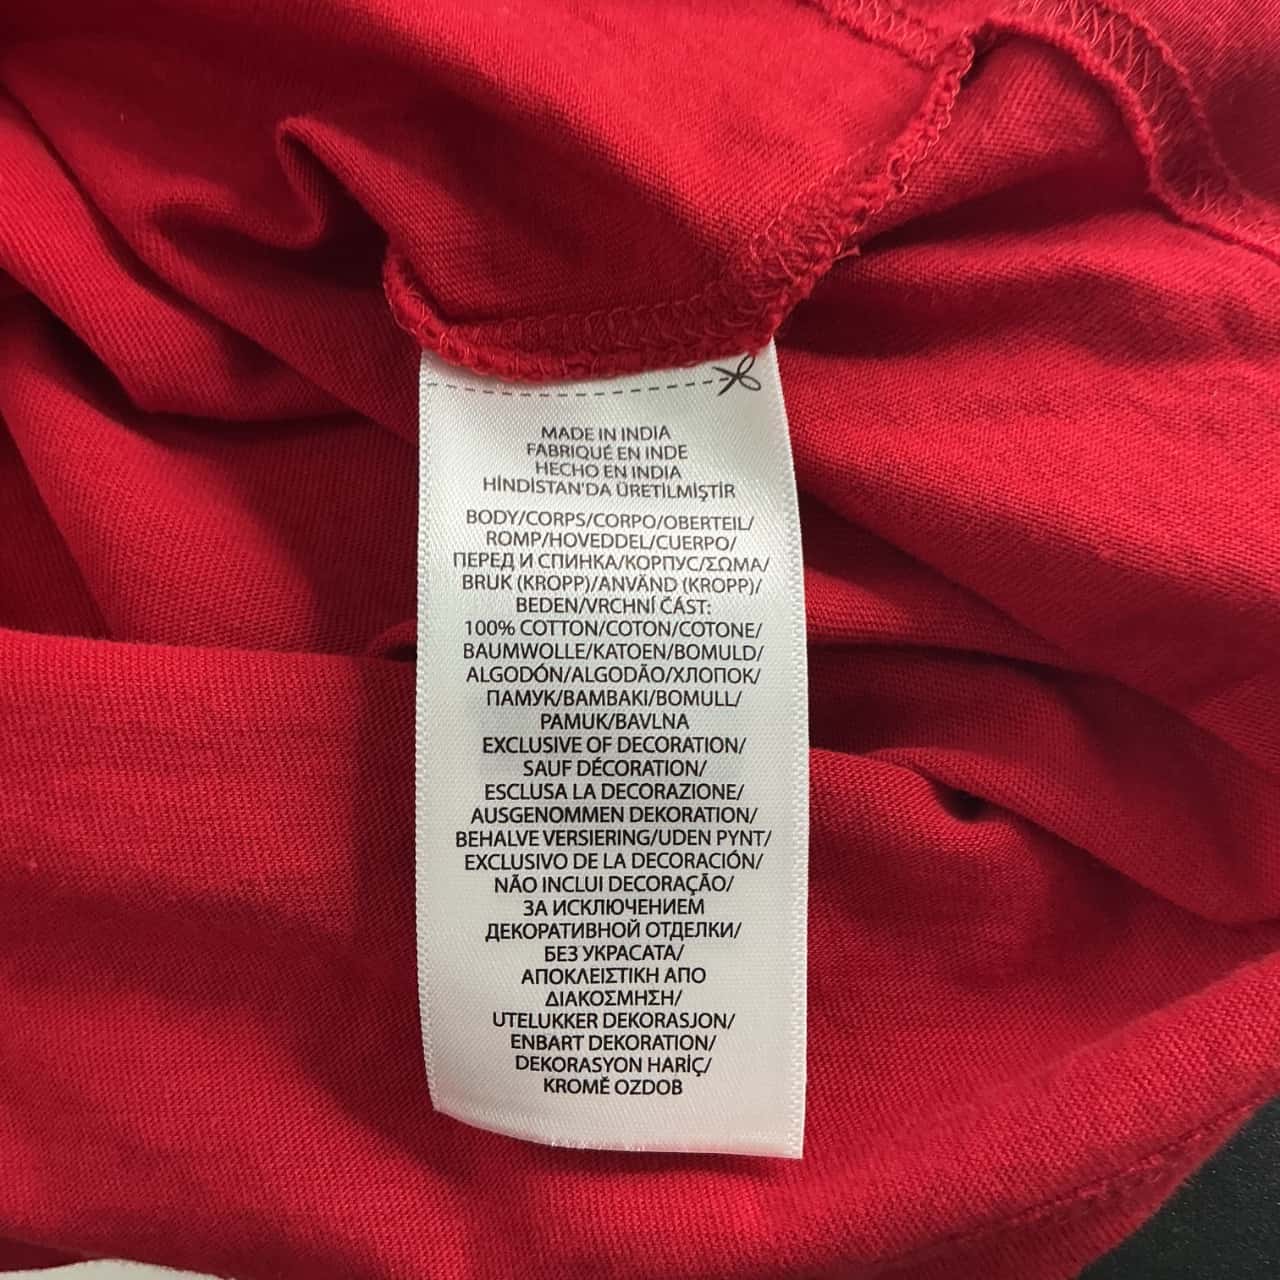 MADE IN INDIA
FABRIQUÉ EN INDE
HECHO EN INDIA
HİNDİSTAN'DA ÜRETİLMİŞTİR
BODY/CORPS/CORPO/OBERTEIL/
ROMP/HOVEDDEL/CUERPO/
ПЕРЕД И СПИНКА/КОРПУС/ΣΩΜΑ/
BRUK (KROPP)/ANVÄND (KROPP)/
BEDEN/VRCHNÍ ČÁST:
100% COTTON/COTON/COTONE/
BAUMWOLLE/KATOEN/BOMULD/
ALGODÓN/ALGODÃO/ХЛОПОК/
ПАМУК/ΒΑΜΒΑΚΙ/BOMULL/
PAMUK/BAVLNA
EXCLUSIVE OF DECORATION/
SAUF DÉCORATION/
ESCLUSA LA DECORAZIONE/
AUSGENOMMEN DEKORATION/
BEHALVE VERSIERING/UDEN PYNT/
EXCLUSIVO DE LA DECORACIÓN/
NÃO INCLUI DECORAÇÃO/
ЗА ИСКЛЮЧЕНИЕМ
ДЕКОРАТИВНОЙ ОТДЕЛКИ/
БЕЗ УКРАСАТА/
ΑΠΟΚΛΕΙΣΤΙΚΗ ΑΠΟ
ΔΙΑΚΟΣΜΗΣΗ/
UTELUKKER DEKORASJON/
ENBART DEKORATION/
DEKORASYON HARİÇ/
KROMĚ OZDOB